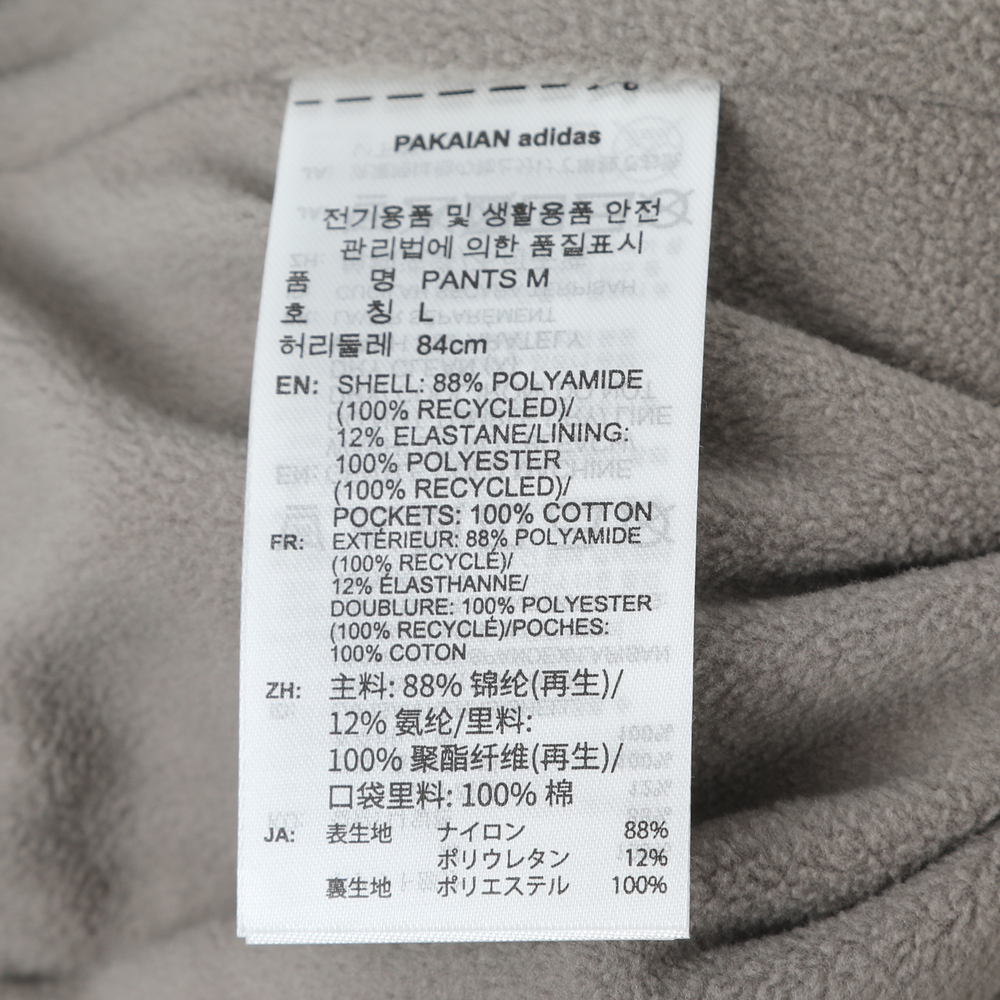 PAKAIAN adidas
전기용품 및 생활용품 안전
관리법에 의한 품질표시
품 명 PANTS M
호 칭 L
허리둘레 84cm
EN: SHELL: 88% POLYAMIDE
(100% RECYCLED)/
12% ELASTANE/LINING:
100% POLYESTER
(100% RECYCLED)/
POCKETS: 100% COTTON
FR: EXTÉRIEUR: 88% POLYAMIDE
(100% RECYCLÉ)/
12% ÉLASTHANNE/
DOUBLURE: 100% POLYESTER
(100% RECYCLÉ)/POCHES:
100% COTON
ZH: 主料: 88% 锦纶(再生)/
12% 氨纶/里料:
100% 聚酯纤维(再生)/
口袋里料: 100% 棉
JA: 表生地 ナイロン 88%
ポリウレタン 12%
裏生地 ポリエステル 100%